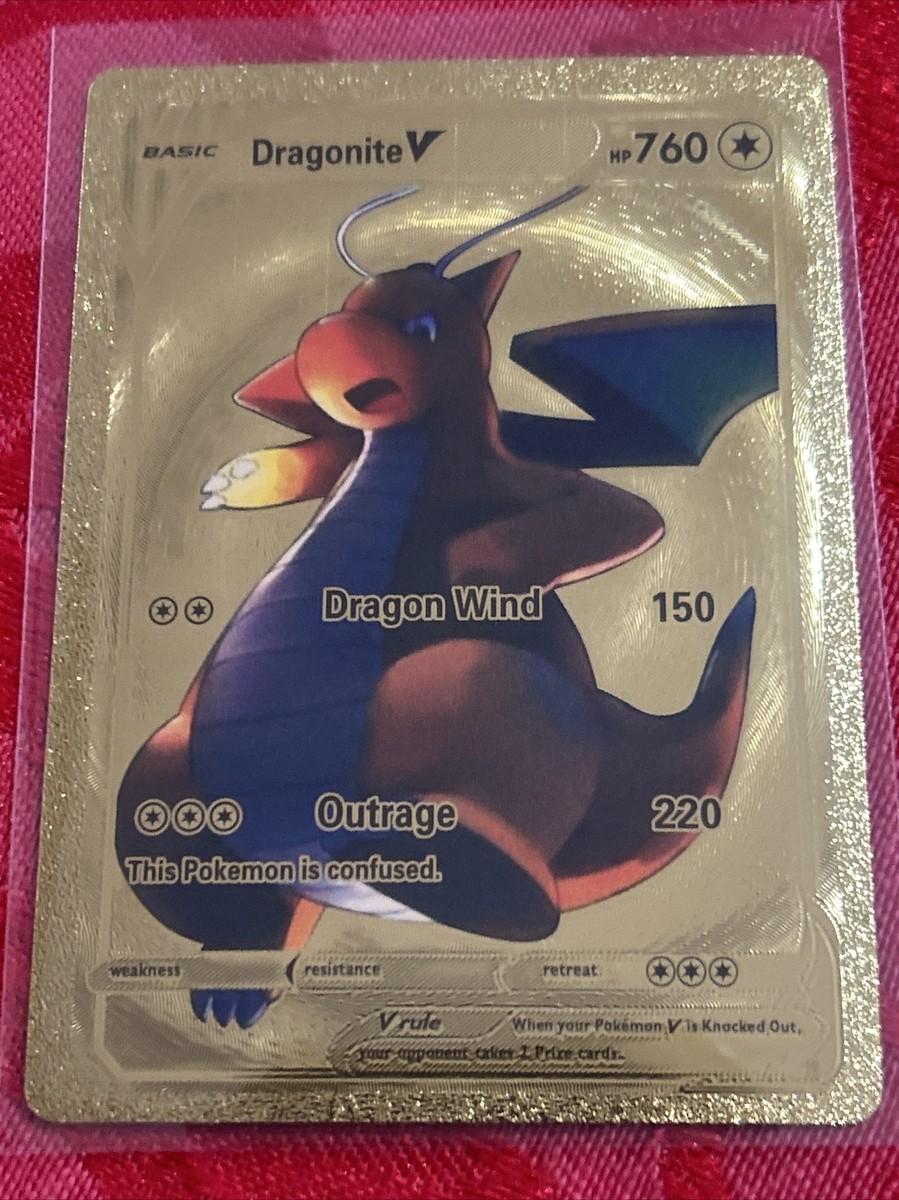 BASIC Dragonite V HP 760
Dragon Wind 150
Outrage 220
This Pokemon is confused.
weakness resistance retreat
V rule When your Pokémon V is Knocked Out,
your opponent takes 2 Prize cards.